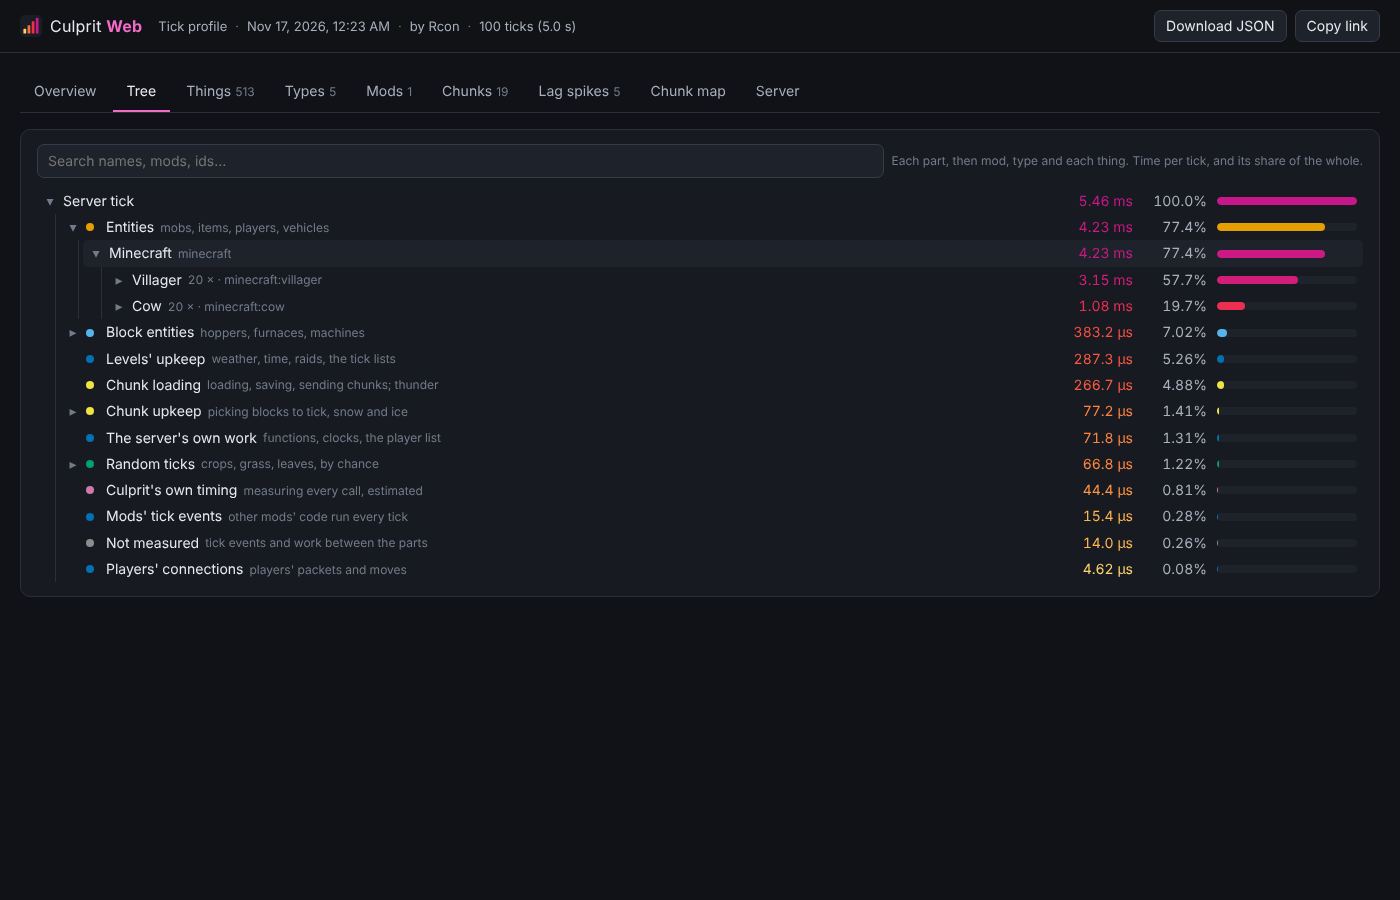 Culprit Web Tick profile · Nov 17, 2026, 12:23 AM · by Rcon · 100 ticks (5.0 s) Download JSON Copy link
Overview Tree Things 513 Types 5 Mods 1 Chunks 19 Lag spikes 5 Chunk map Server
Search names, mods, ids... Each part, then mod, type and each thing. Time per tick, and its share of the whole.
Server tick 5.46 ms 100.0%
Entities mobs, items, players, vehicles 4.23 ms 77.4%
Minecraft minecraft 4.23 ms 77.4%
Villager 20 × · minecraft:villager 3.15 ms 57.7%
Cow 20 × · minecraft:cow 1.08 ms 19.7%
Block entities hoppers, furnaces, machines 383.2 µs 7.02%
Levels' upkeep weather, time, raids, the tick lists 287.3 µs 5.26%
Chunk loading loading, saving, sending chunks; thunder 266.7 µs 4.88%
Chunk upkeep picking blocks to tick, snow and ice 77.2 µs 1.41%
The server's own work functions, clocks, the player list 71.8 µs 1.31%
Random ticks crops, grass, leaves, by chance 66.8 µs 1.22%
Culprit's own timing measuring every call, estimated 44.4 µs 0.81%
Mods' tick events other mods' code run every tick 15.4 µs 0.28%
Not measured tick events and work between the parts 14.0 µs 0.26%
Players' connections players' packets and moves 4.62 µs 0.08%